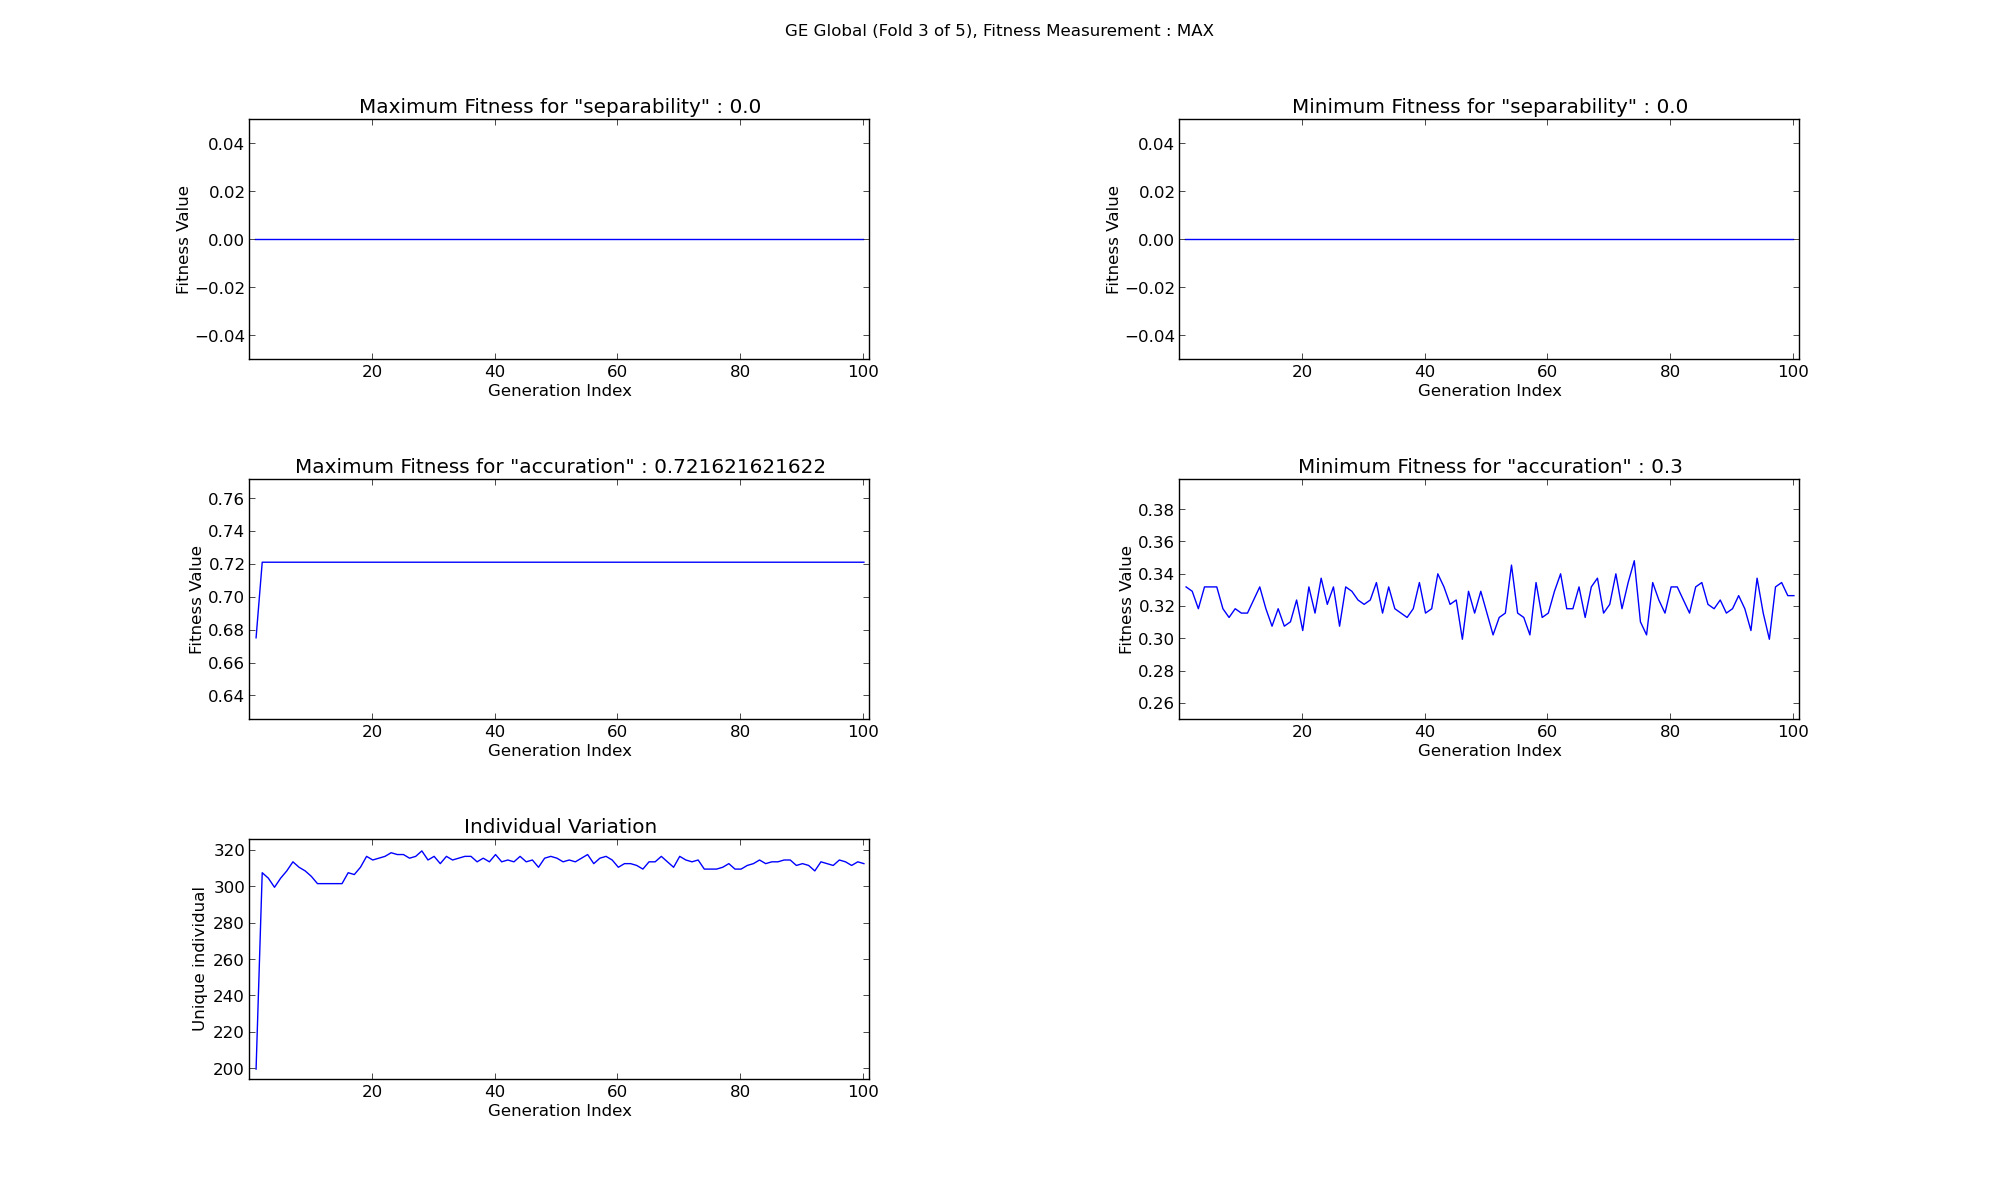 GE Global (Fold 3 of 5), Fitness Measurement : MAX
Maximum Fitness for "separability" : 0.0
0.04
0.02
0.00
−0.02
−0.04
Fitness Value
20 40 60 80 100
Generation Index
Minimum Fitness for "separability" : 0.0
0.04
0.02
0.00
−0.02
−0.04
Fitness Value
20 40 60 80 100
Generation Index
Maximum Fitness for "accuration" : 0.721621621622
0.76
0.74
0.72
0.70
0.68
0.66
0.64
Fitness Value
20 40 60 80 100
Generation Index
Minimum Fitness for "accuration" : 0.3
0.38
0.36
0.34
0.32
0.30
0.28
0.26
Fitness Value
20 40 60 80 100
Generation Index
Individual Variation
320
300
280
260
240
220
200
Unique individual
20 40 60 80 100
Generation Index